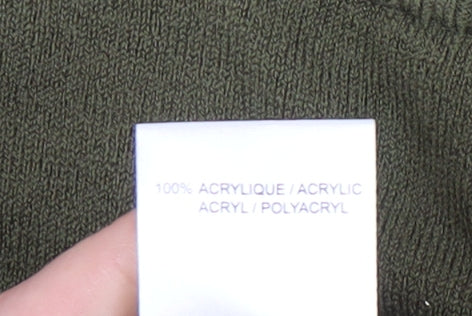 100% ACRYLIQUE / ACRYLIC
ACRYL / POLYACRYL